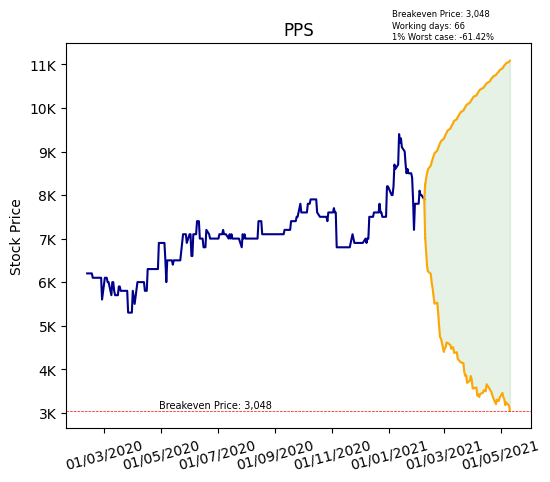 Breakeven Price: 3,048
Working days: 66
1% Worst case: -61.42%
PPS
Stock Price
11K
10K
9K
8K
7K
6K
5K
4K
3K
Breakeven Price: 3,048
01/03/2020
01/05/2020
01/07/2020
01/09/2020
01/11/2020
01/01/2021
01/03/2021
01/05/2021